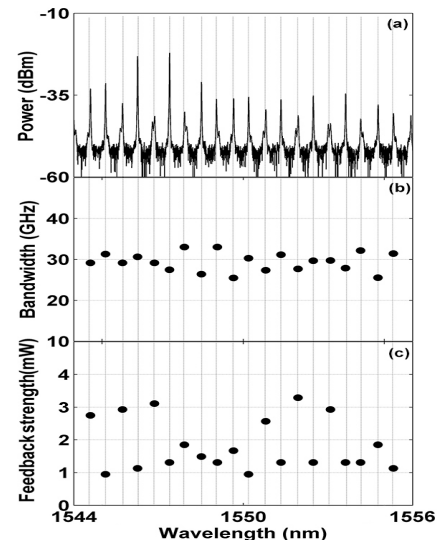 -10
(a)
Power (dBm)
-35
-60
(b)
Bandwidth (GHz)
40
30
20
10
(c)
Feedback strength(mW)
4
3
2
1
0
1544
1550
1556
Wavelength (nm)